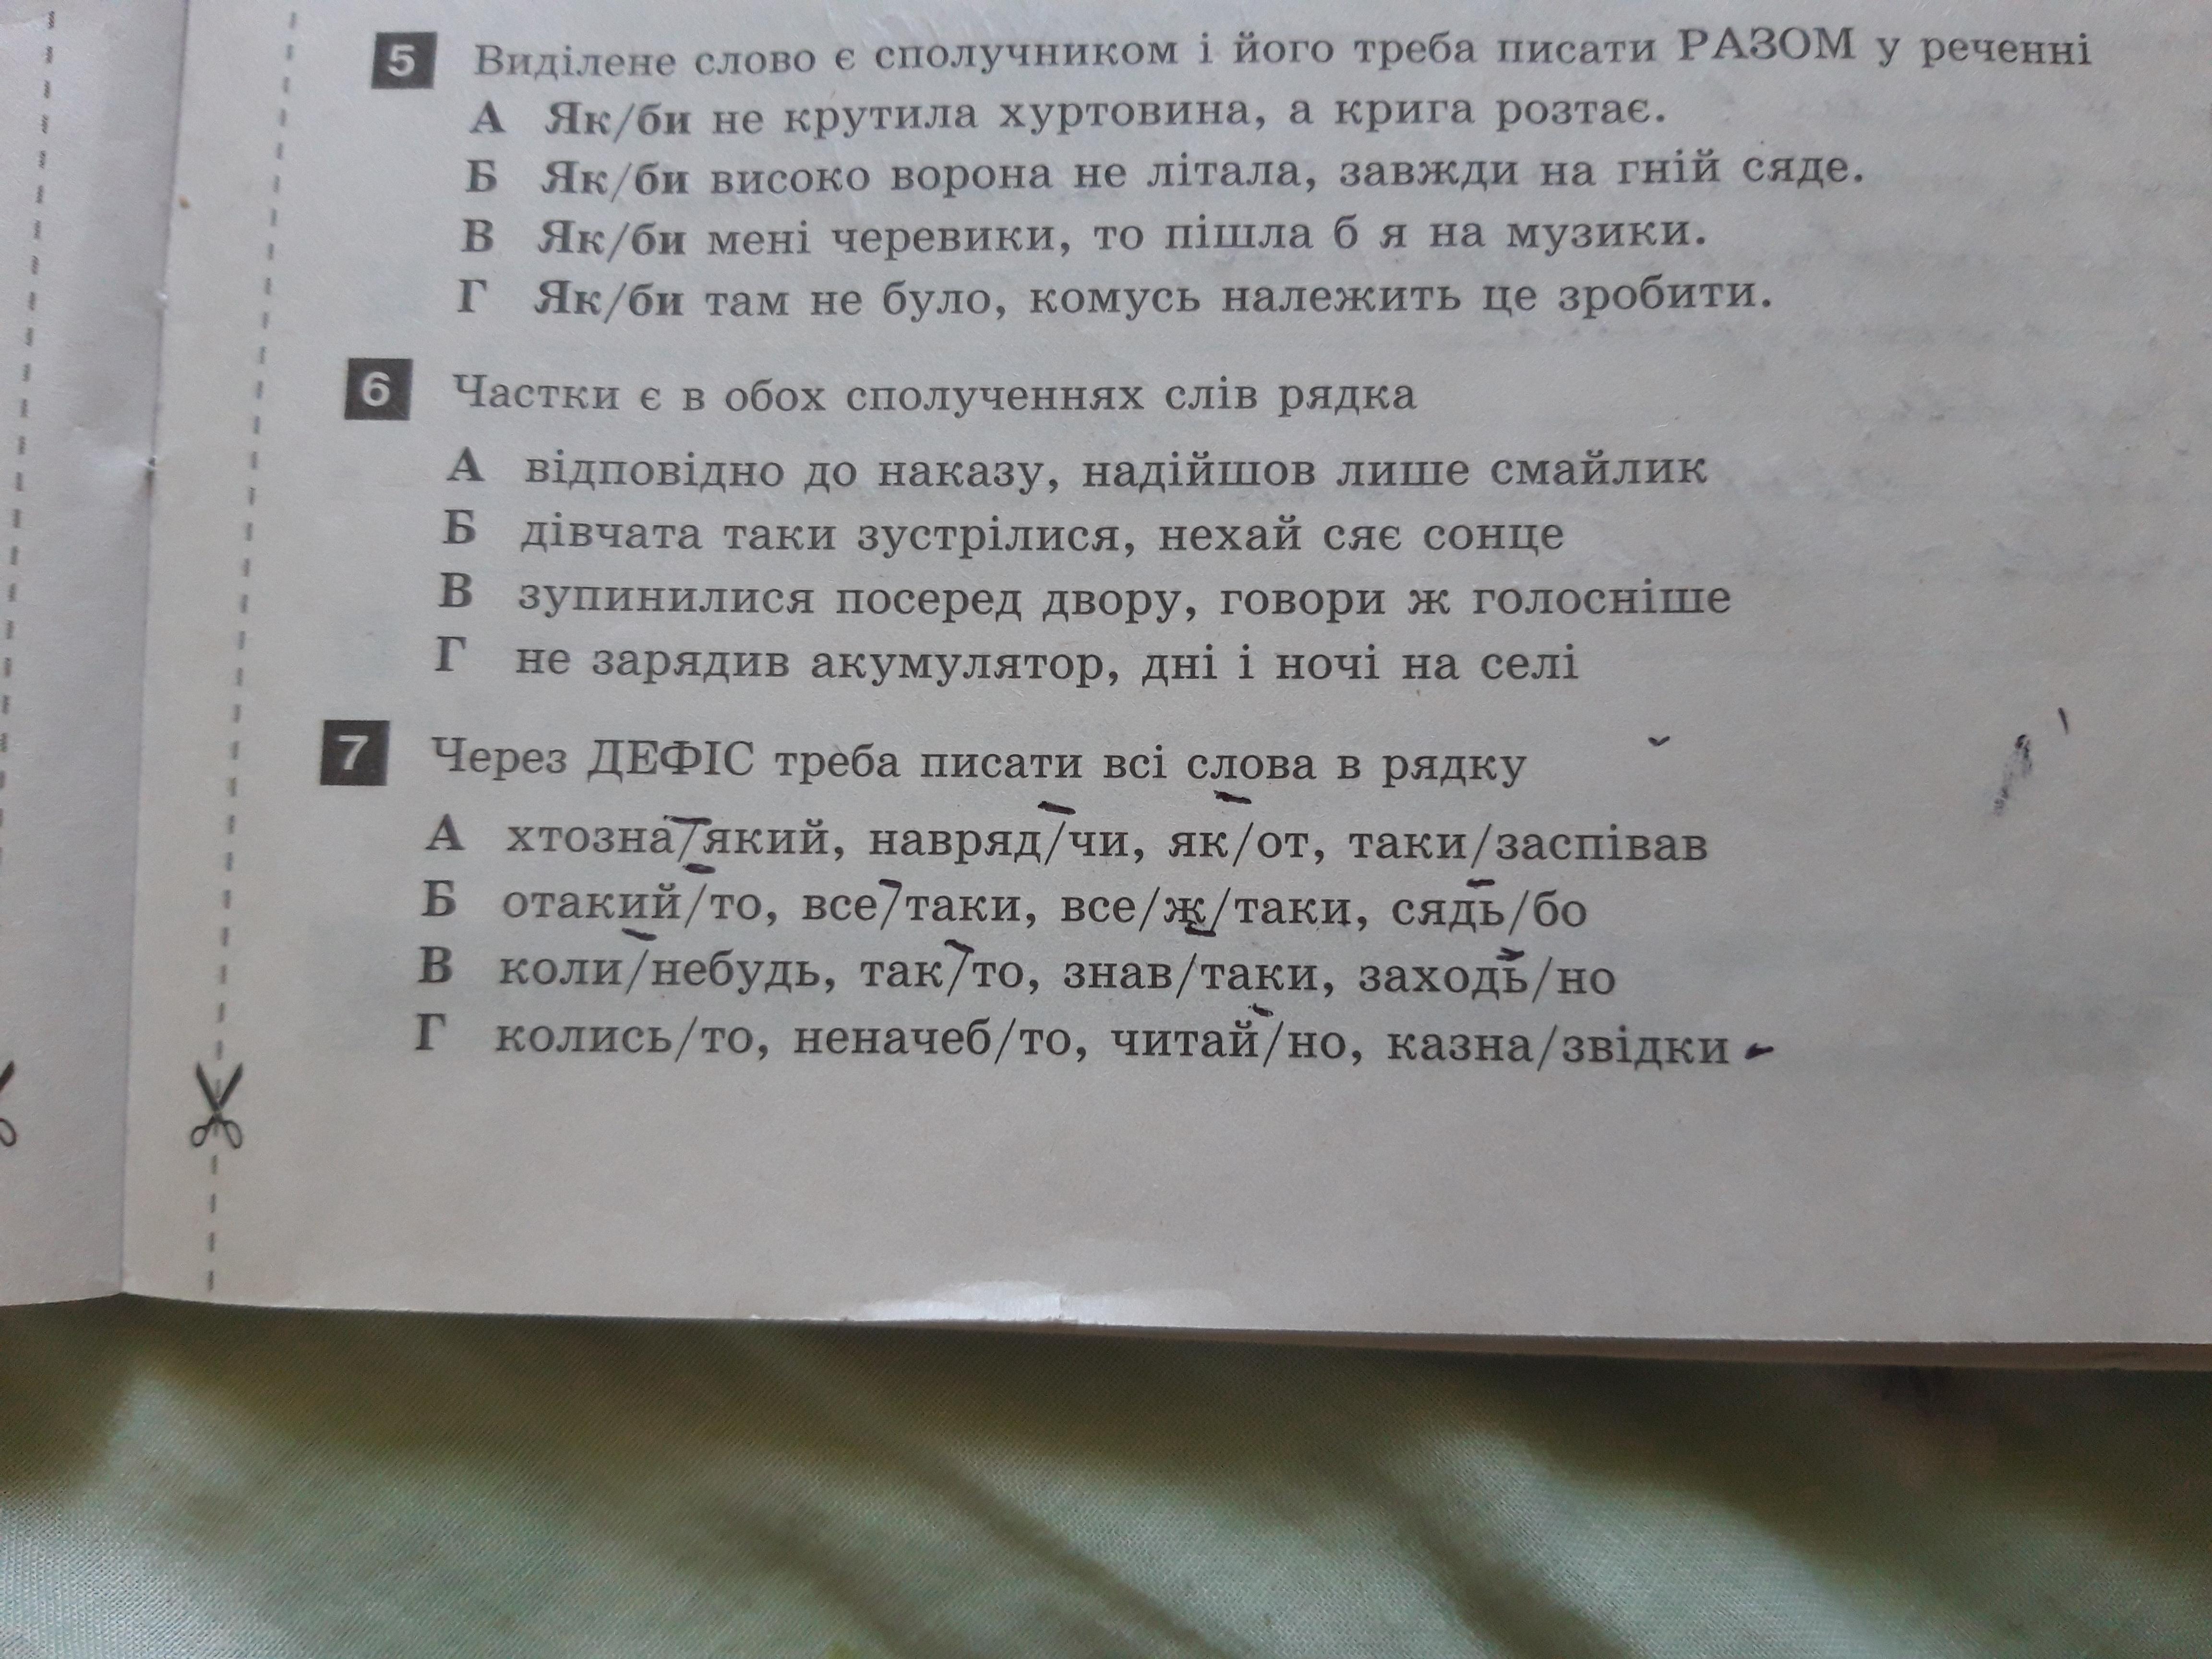 5 Виділене слово є сполучником і його треба писати РАЗОМ у реченні
А Як/би не крутила хуртовина, а крига розтає.
Б Як/би високо ворона не літала, завжди на гній сяде.
В Як/би мені черевики, то пішла б я на музики.
Г Як/би там не було, комусь належить це зробити.
6 Частки є в обох сполученнях слів рядка
А відповідно до наказу, надійшов лише смайлик
Б дівчата таки зустрілися, нехай сяє сонце
В зупинилися посеред двору, говори ж голосніше
Г не зарядив акумулятор, дні і ночі на селі
7 Через ДЕФІС треба писати всі слова в рядку
А хтозна/який, навряд/чи, як/от, таки/заспівав
Б отакий/то, все/таки, все/ж/таки, сядь/бо
В коли/небудь, так/то, знав/таки, заходь/но
Г колись/то, неначеб/то, читай/но, казна/звідки